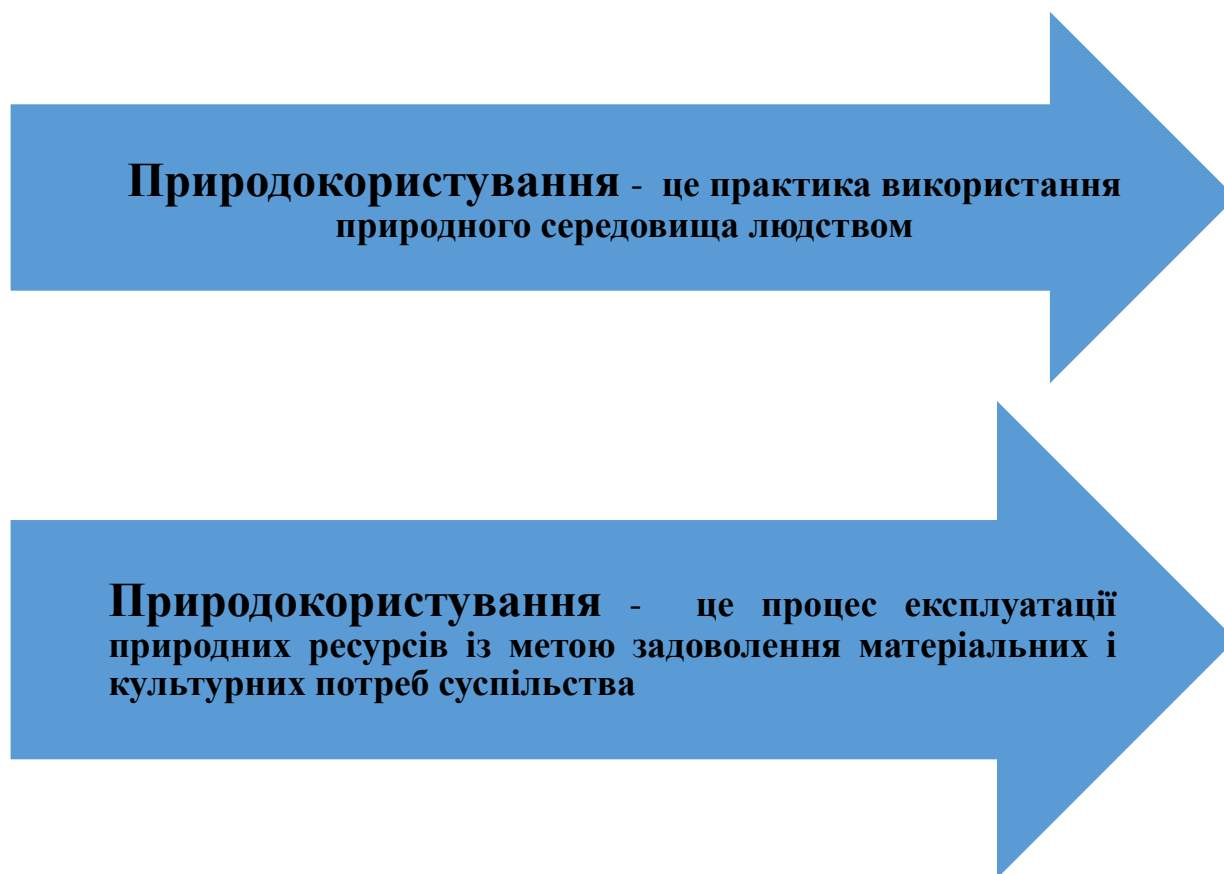 Природокористування - це практика використання
природного середовища людством
Природокористування - це процес експлуатації
природних ресурсів із метою задоволення матеріальних і
культурних потреб суспільства